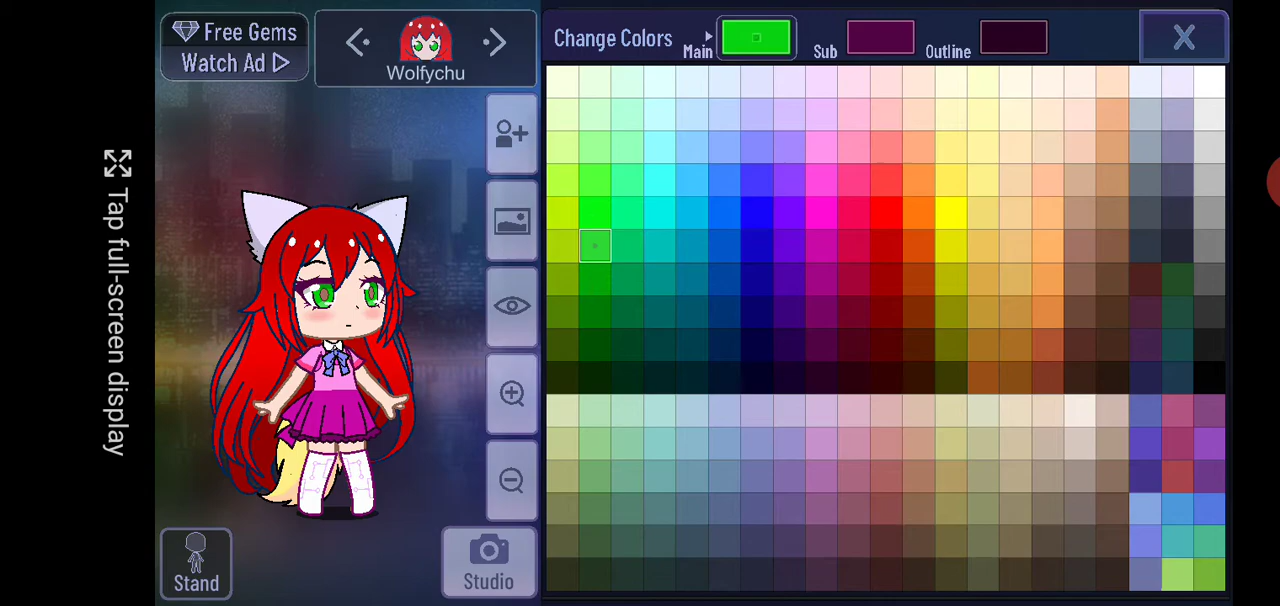 Tap full-screen display
Free Gems
Watch Ad
Wolfychu
Stand
Studio
Change Colors
Main
Sub
Outline
X